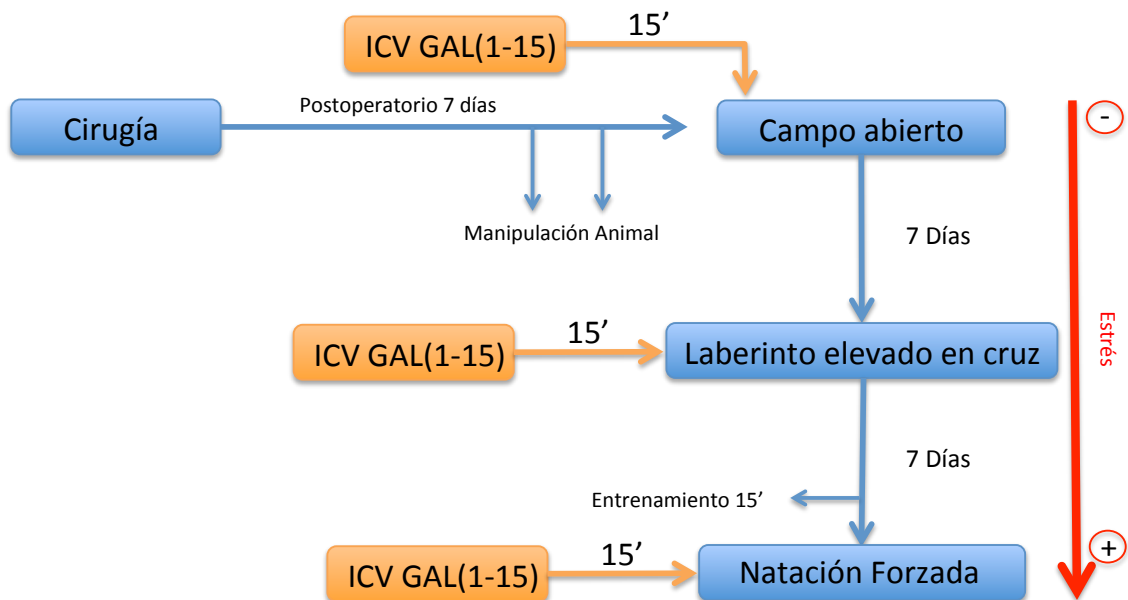 ICV GAL(1-15)
15’
Postoperatorio 7 días
Cirugía
Campo abierto
-
Manipulación Animal
7 Días
Estrés
ICV GAL(1-15)
15’
Laberinto elevado en cruz
7 Días
Entrenamiento 15’
+
ICV GAL(1-15)
15’
Natación Forzada